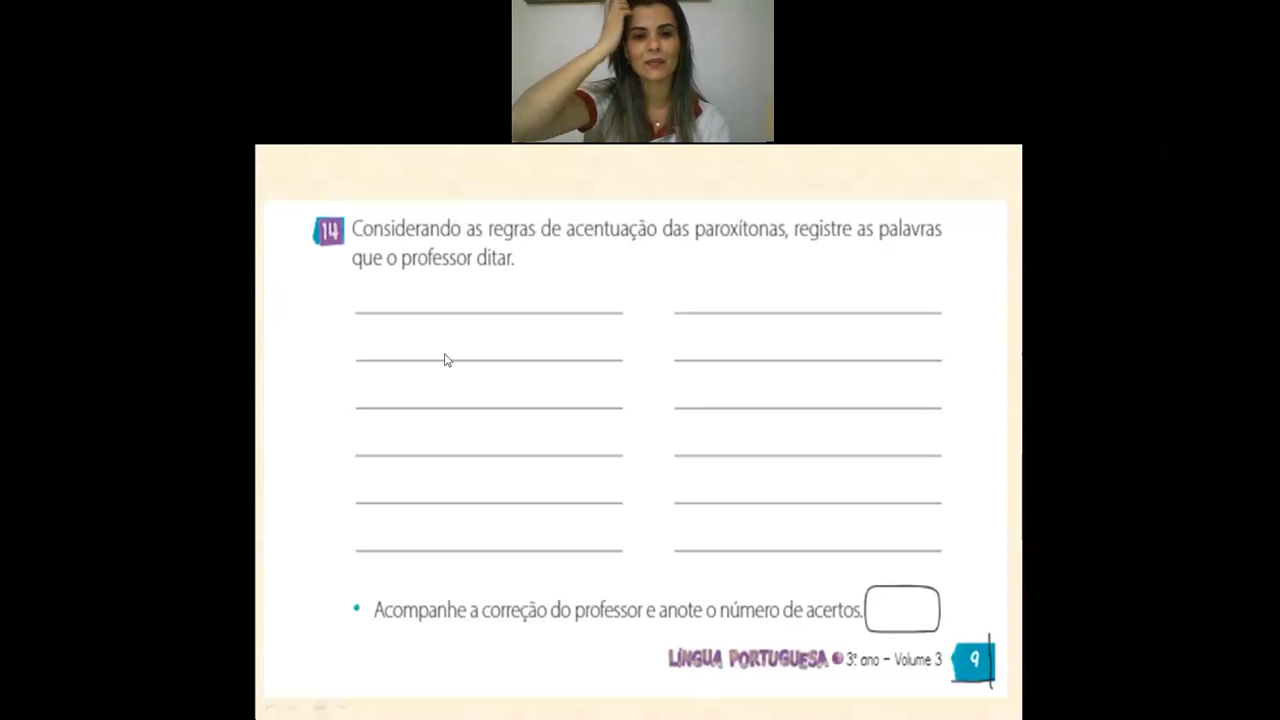 14 Considerando as regras de acentuação das paroxítonas, registre as palavras
que o professor ditar.
• Acompanhe a correção do professor e anote o número de acertos.
LÍNGUA PORTUGUESA 3.º ano – Volume 3 9